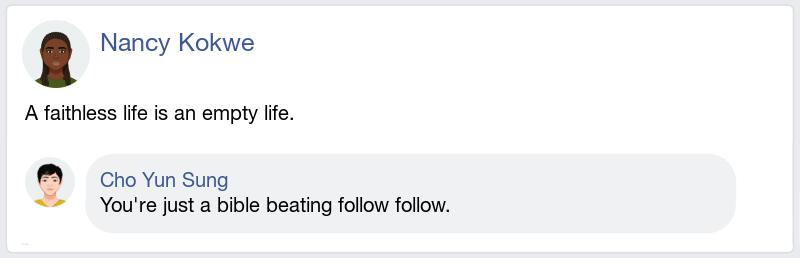 Nancy Kokwe
A faithless life is an empty life.
Cho Yun Sung
You're just a bible beating follow follow.